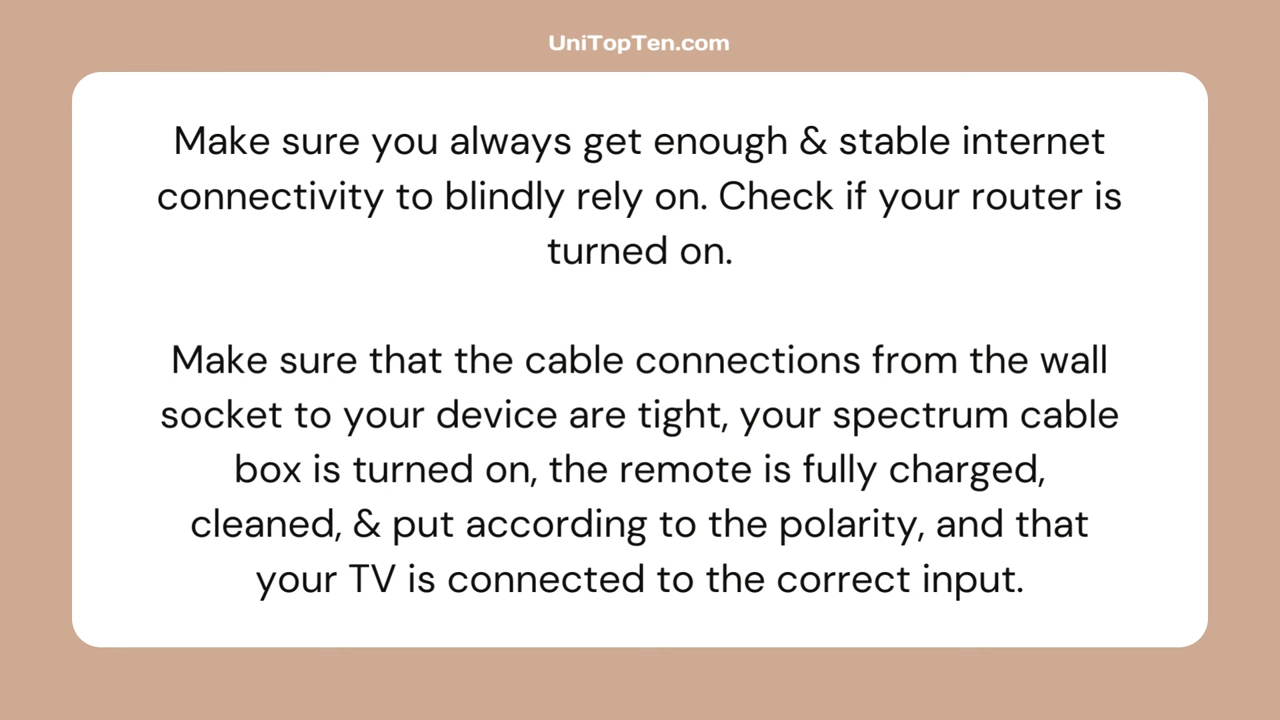 UniTopTen.com
Make sure you always get enough & stable internet
connectivity to blindly rely on. Check if your router is
turned on.
Make sure that the cable connections from the wall
socket to your device are tight, your spectrum cable
box is turned on, the remote is fully charged,
cleaned, & put according to the polarity, and that
your TV is connected to the correct input.